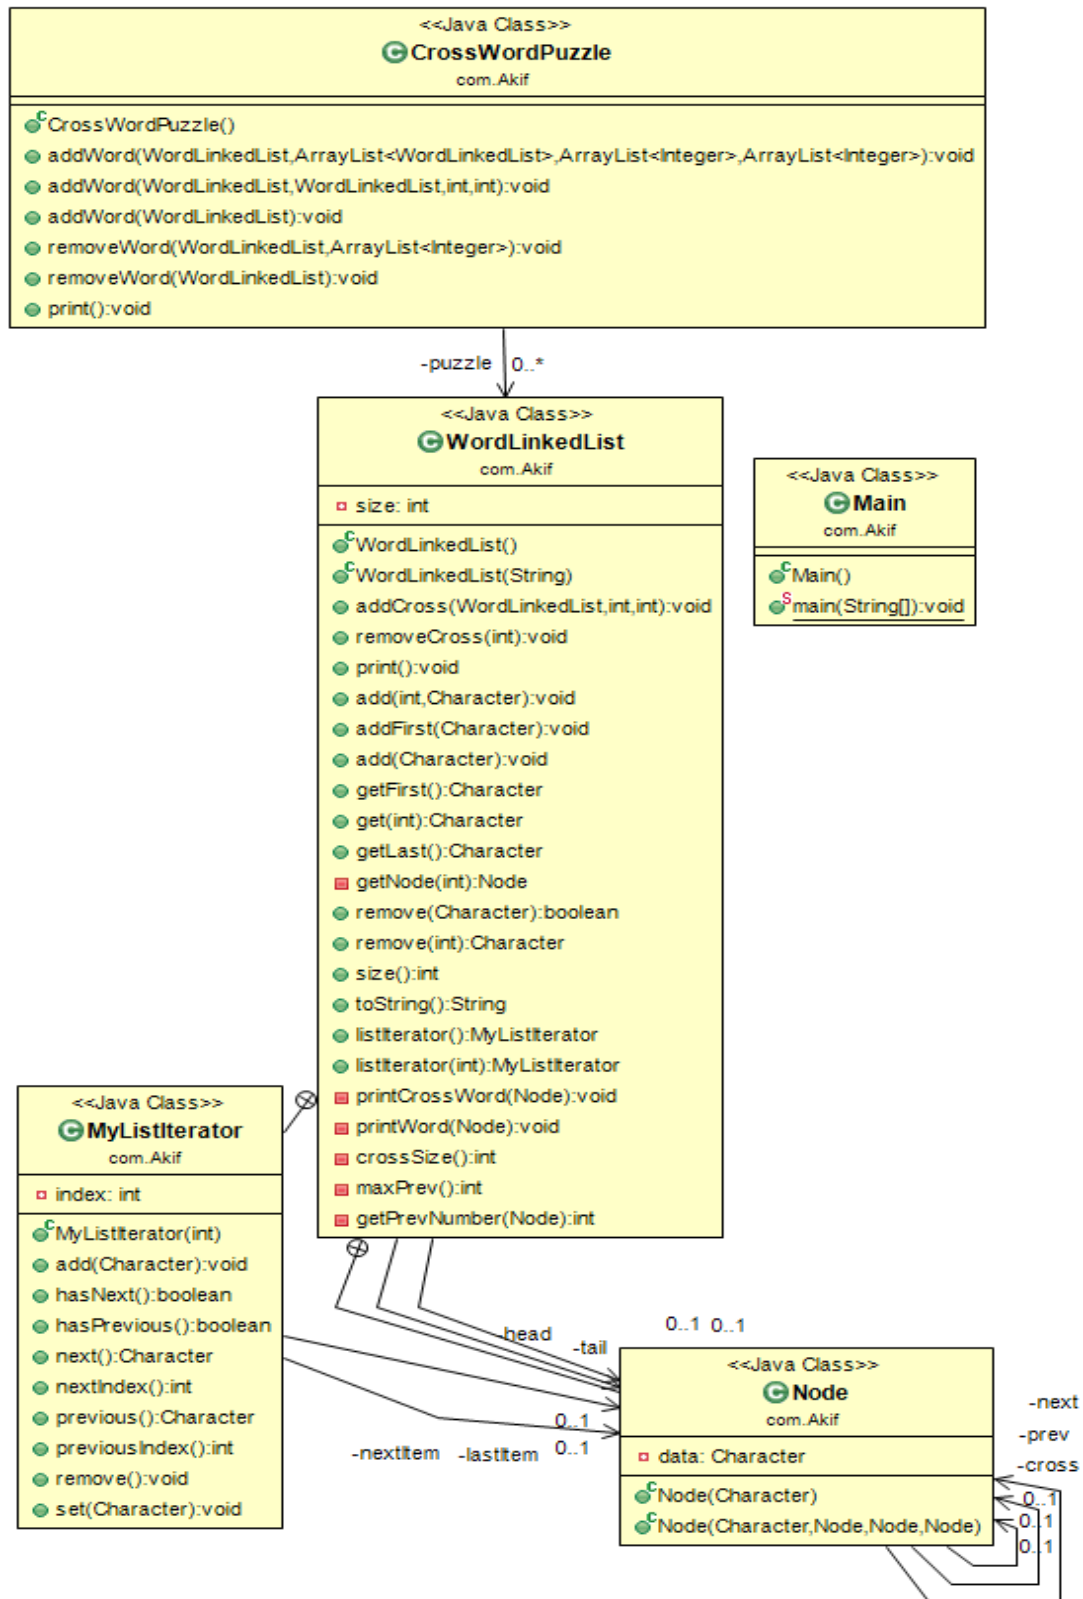 <<Java Class>>
CrossWordPuzzle
com.Akif
CrossWordPuzzle()
addWord(WordLinkedList,ArrayList<WordLinkedList>,ArrayList<Integer>,ArrayList<Integer>):void
addWord(WordLinkedList,WordLinkedList,int,int):void
addWord(WordLinkedList):void
removeWord(WordLinkedList,ArrayList<Integer>):void
removeWord(WordLinkedList):void
print():void
-puzzle 0..*
<<Java Class>>
WordLinkedList
com.Akif
size: int
WordLinkedList()
WordLinkedList(String)
addCross(WordLinkedList,int,int):void
removeCross(int):void
print():void
add(int,Character):void
addFirst(Character):void
add(Character):void
getFirst():Character
get(int):Character
getLast():Character
getNode(int):Node
remove(Character):boolean
remove(int):Character
size():int
toString():String
listIterator():MyListIterator
listIterator(int):MyListIterator
printCrossWord(Node):void
printWord(Node):void
crossSize():int
maxPrev():int
getPrevNumber(Node):int
<<Java Class>>
Main
com.Akif
Main()
main(String[]):void
<<Java Class>>
MyListIterator
com.Akif
index: int
MyListIterator(int)
add(Character):void
hasNext():boolean
hasPrevious():boolean
next():Character
nextIndex():int
previous():Character
previousIndex():int
remove():void
set(Character):void
-head
-tail
0..1 0..1
-nextItem -lastItem
0..1
0..1
<<Java Class>>
Node
com.Akif
data: Character
Node(Character)
Node(Character,Node,Node,Node)
-next
-prev
-cross
0..1
0..1
0..1